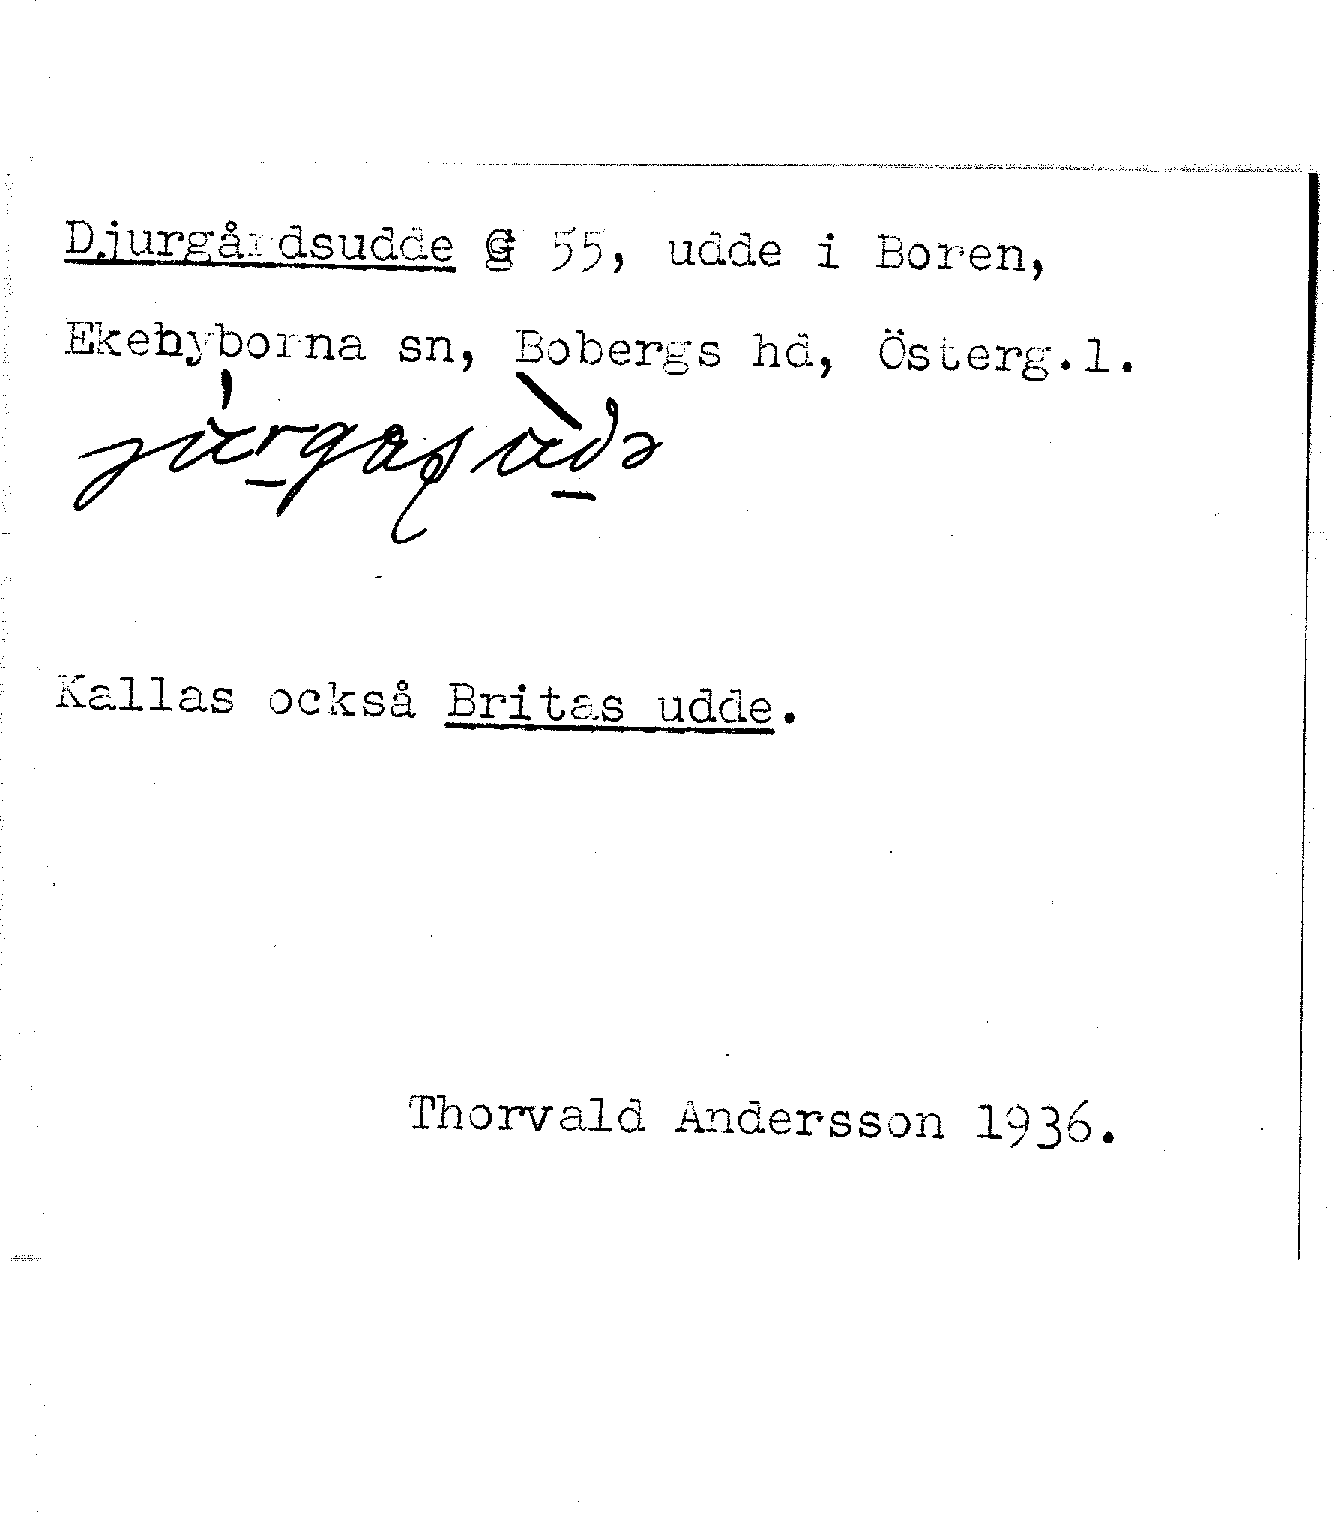 Djurgårdsudde G 55, udde i Boren,
Ekebyborna sn, Bobergs hd, Österg.l.
Kallas också Britas udde.
Thorvald Andersson 1936.